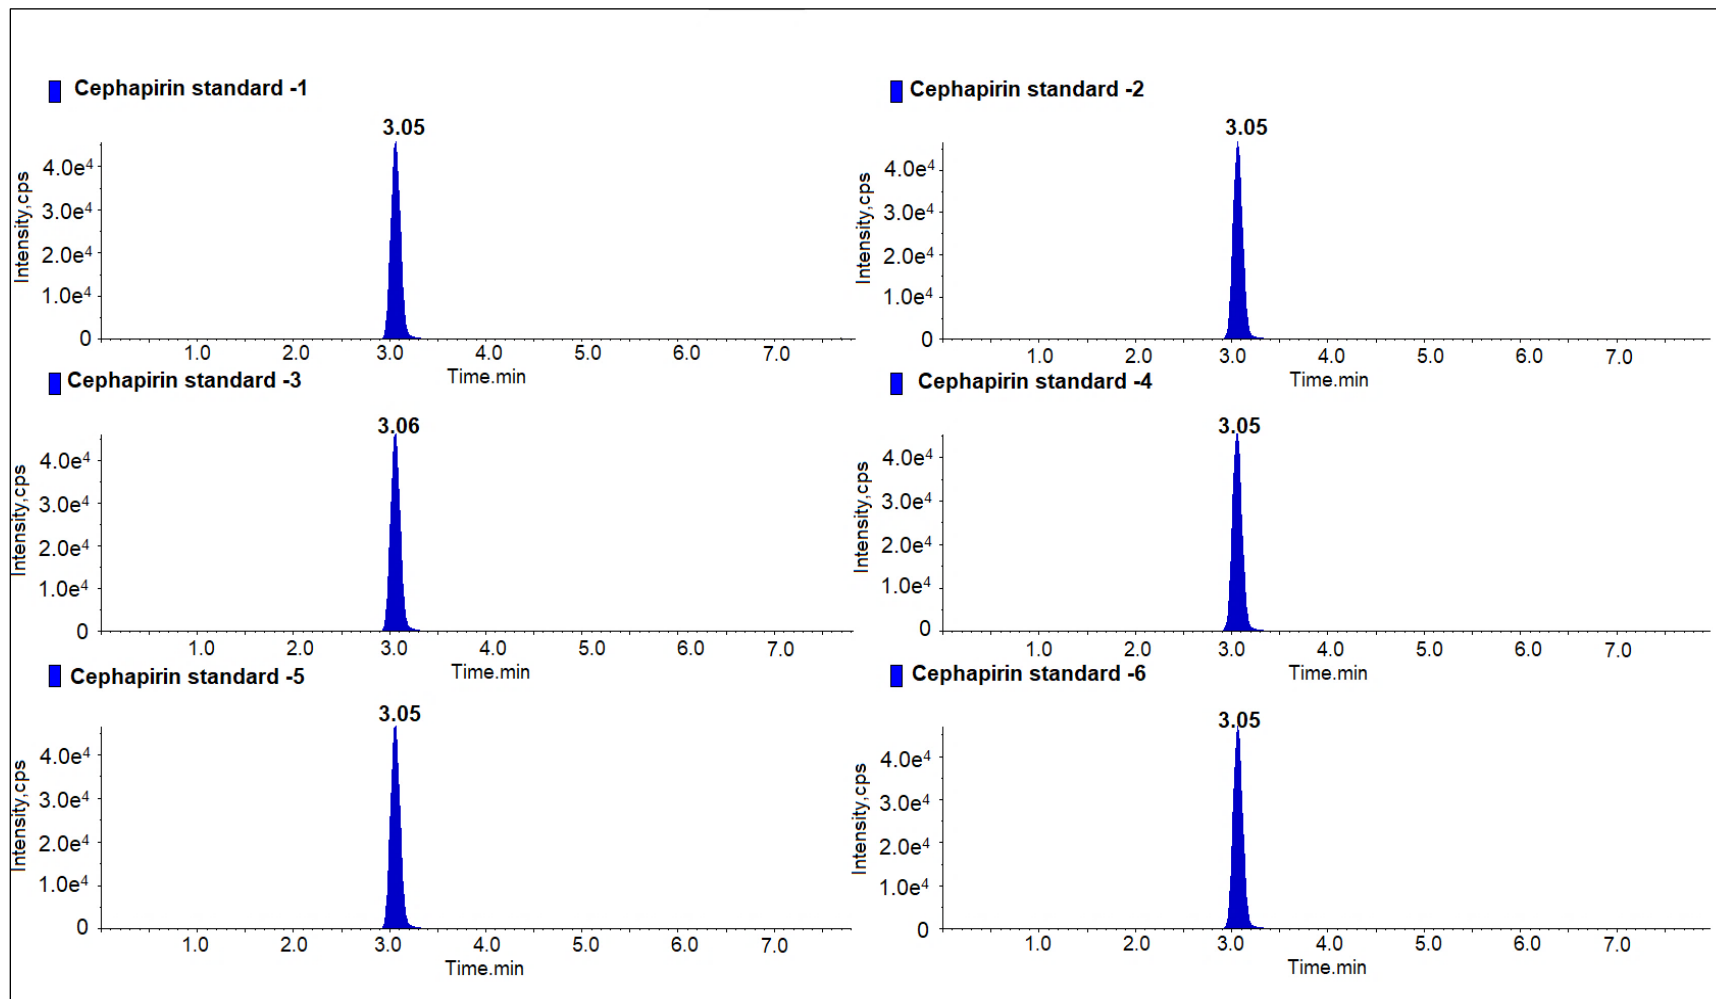 Cephapirin standard -1
3.05
Intensity,cps
4.0e⁴
3.0e⁴
2.0e⁴
1.0e⁴
0
1.0 2.0 3.0 4.0 5.0 6.0 7.0
Time.min
Cephapirin standard -2
3.05
Intensity,cps
4.0e⁴
3.0e⁴
2.0e⁴
1.0e⁴
0
1.0 2.0 3.0 4.0 5.0 6.0 7.0
Time.min
Cephapirin standard -3
3.06
Intensity,cps
4.0e⁴
3.0e⁴
2.0e⁴
1.0e⁴
0
1.0 2.0 3.0 4.0 5.0 6.0 7.0
Time.min
Cephapirin standard -4
3.05
Intensity,cps
4.0e⁴
3.0e⁴
2.0e⁴
1.0e⁴
0
1.0 2.0 3.0 4.0 5.0 6.0 7.0
Time.min
Cephapirin standard -5
3.05
Intensity,cps
4.0e⁴
3.0e⁴
2.0e⁴
1.0e⁴
0
1.0 2.0 3.0 4.0 5.0 6.0 7.0
Time.min
Cephapirin standard -6
3.05
Intensity,cps
4.0e⁴
3.0e⁴
2.0e⁴
1.0e⁴
0
1.0 2.0 3.0 4.0 5.0 6.0 7.0
Time.min